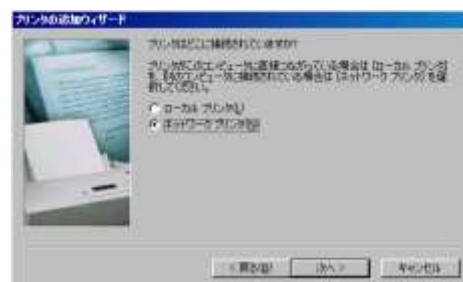 プリンタの追加ウィザード
プリンタはどこに接続されていますか?
プリンタがこのコンピュータに直接つながっている場合は [ローカル プリンタ]
を、別のコンピュータに接続されている場合は [ネットワーク プリンタ] を選
択してください。
ローカル プリンタ(L)
ネットワーク プリンタ(N)
< 戻る(B)
次へ >
キャンセル